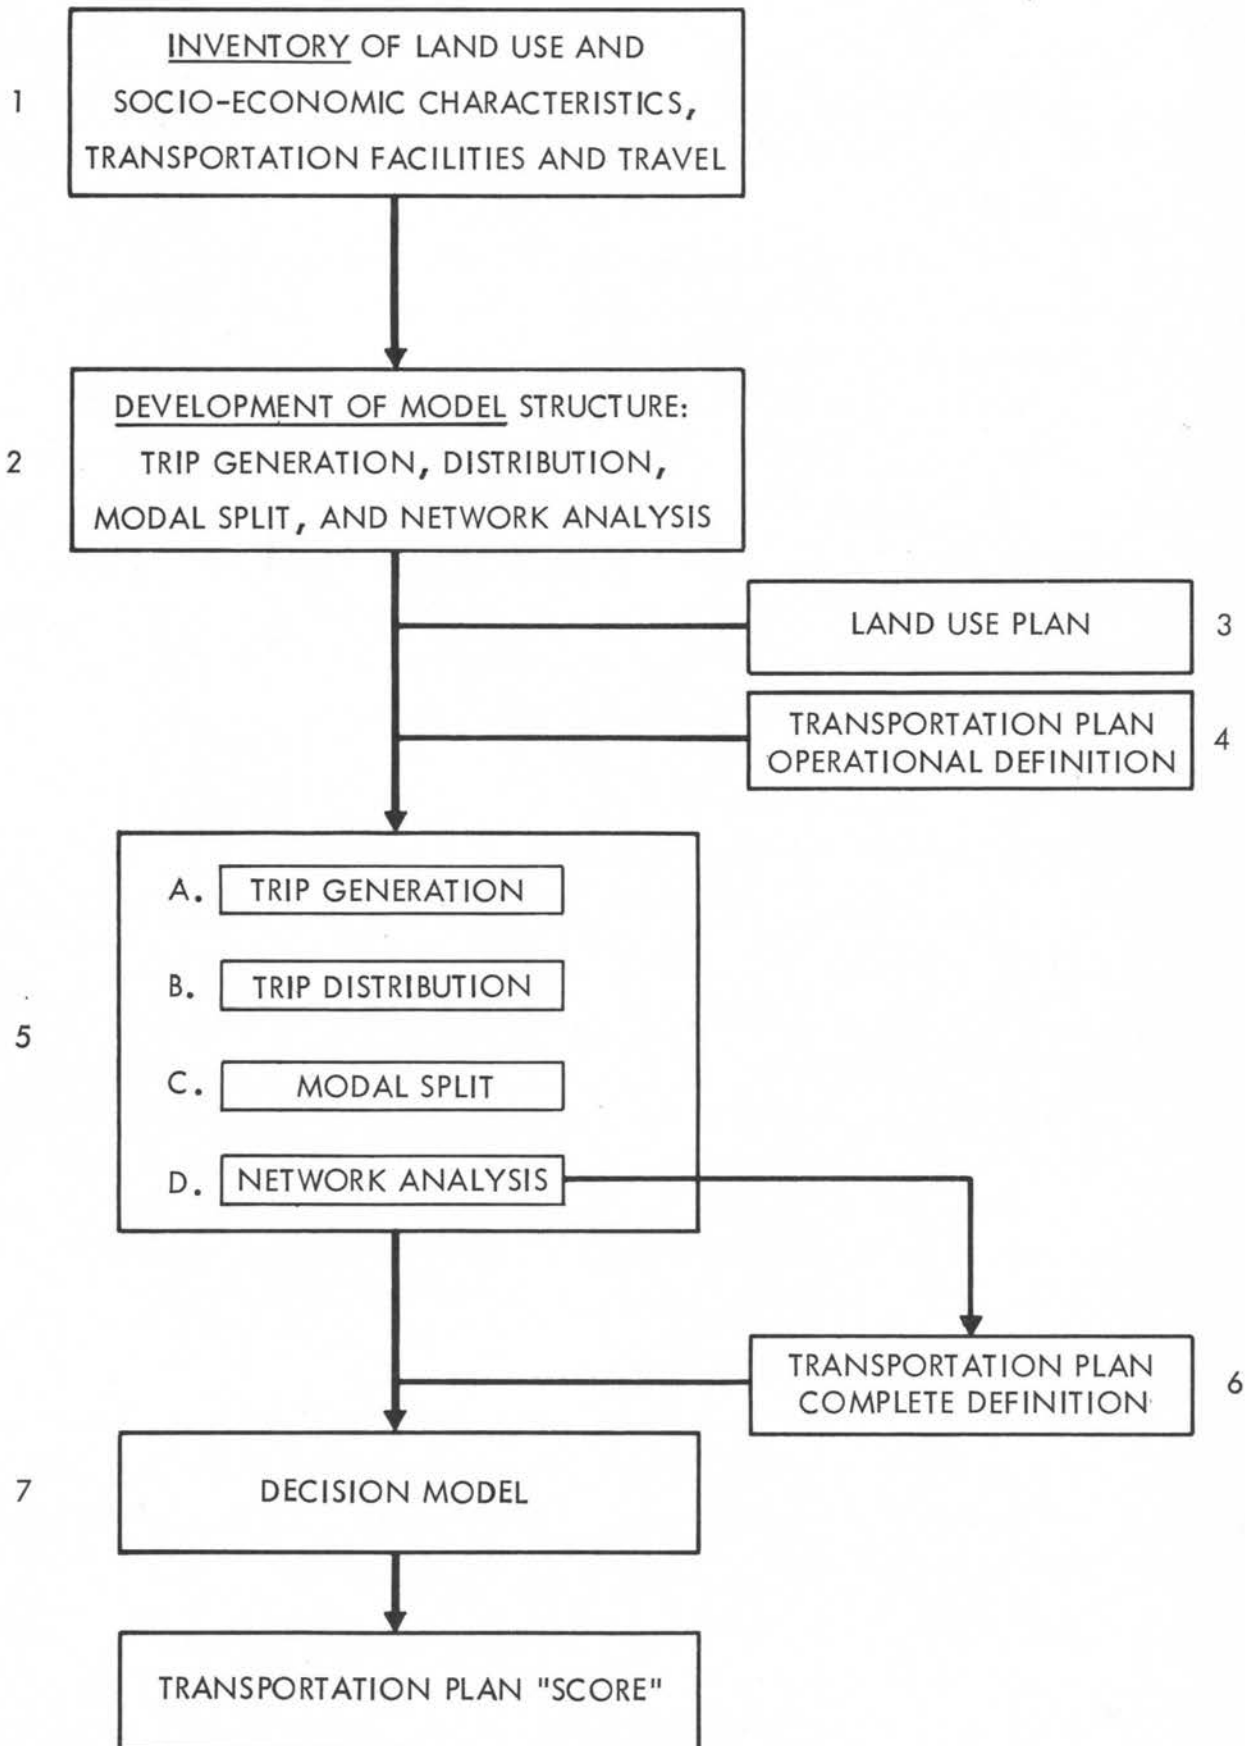 1
INVENTORY OF LAND USE AND
SOCIO-ECONOMIC CHARACTERISTICS,
TRANSPORTATION FACILITIES AND TRAVEL
2
DEVELOPMENT OF MODEL STRUCTURE:
TRIP GENERATION, DISTRIBUTION,
MODAL SPLIT, AND NETWORK ANALYSIS
LAND USE PLAN
3
TRANSPORTATION PLAN
OPERATIONAL DEFINITION
4
5
A. TRIP GENERATION
B. TRIP DISTRIBUTION
C. MODAL SPLIT
D. NETWORK ANALYSIS
TRANSPORTATION PLAN
COMPLETE DEFINITION
6
7
DECISION MODEL
TRANSPORTATION PLAN "SCORE"